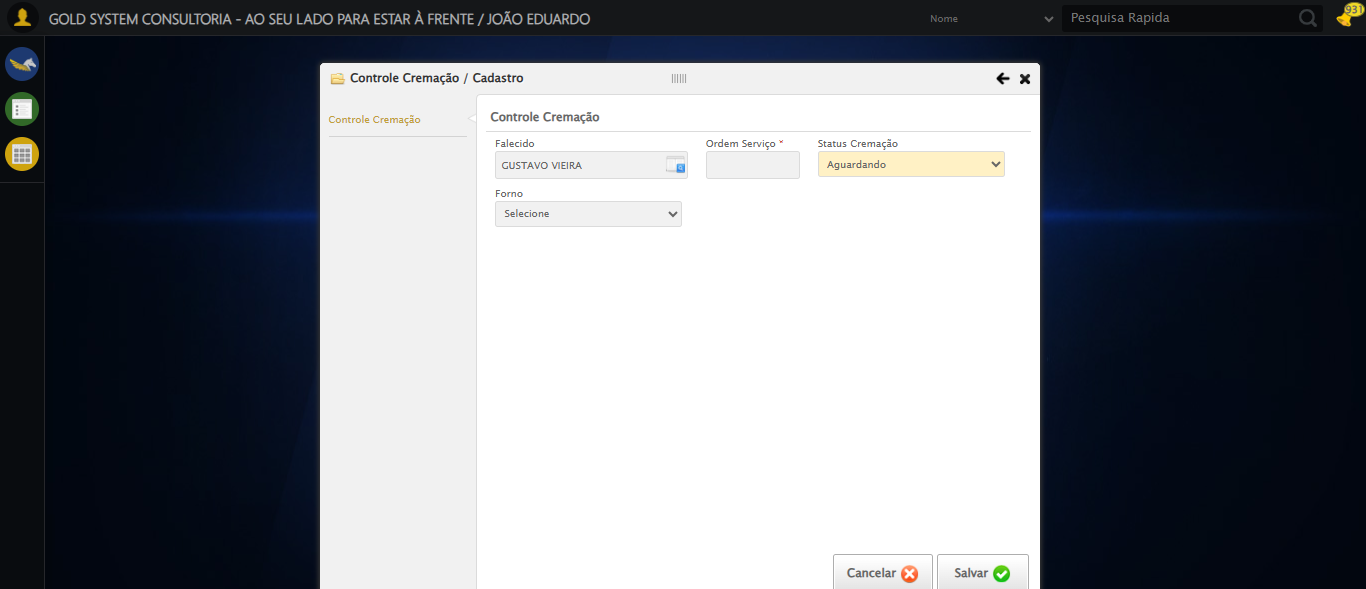 GOLD SYSTEM CONSULTORIA - AO SEU LADO PARA ESTAR À FRENTE / JOÃO EDUARDO
Nome
Pesquisa Rapida
931
Controle Cremação / Cadastro
Controle Cremação
Controle Cremação
Falecido
Ordem Serviço *
Status Cremação
GUSTAVO VIEIRA
Aguardando
Forno
Selecione
Cancelar
Salvar